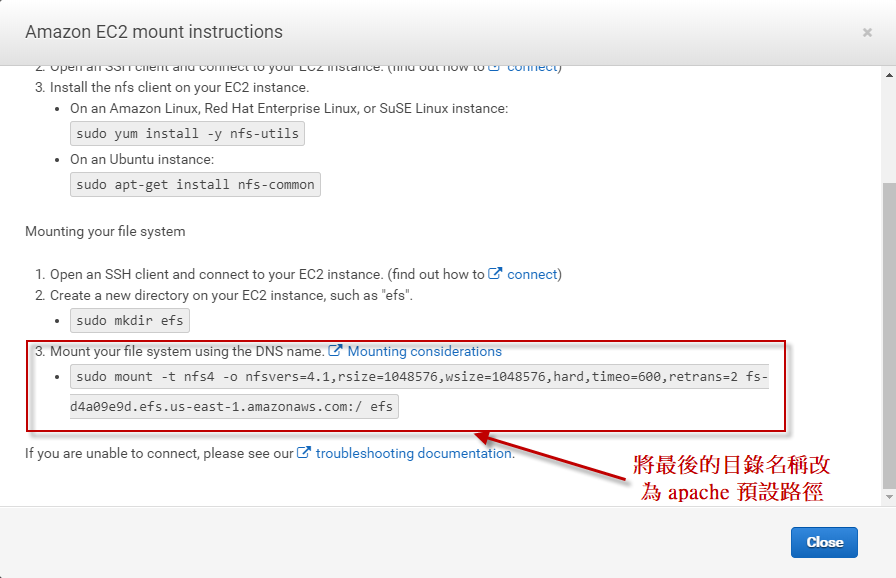 Amazon EC2 mount instructions
×
2. Open an SSH client and connect to your EC2 instance. (find out how to connect)
3. Install the nfs client on your EC2 instance.
• On an Amazon Linux, Red Hat Enterprise Linux, or SuSE Linux instance:
sudo yum install -y nfs-utils
• On an Ubuntu instance:
sudo apt-get install nfs-common
Mounting your file system
1. Open an SSH client and connect to your EC2 instance. (find out how to connect)
2. Create a new directory on your EC2 instance, such as "efs".
• sudo mkdir efs
3. Mount your file system using the DNS name. Mounting considerations
• sudo mount -t nfs4 -o nfsvers=4.1,rsize=1048576,wsize=1048576,hard,timeo=600,retrans=2 fs-
d4a09e9d.efs.us-east-1.amazonaws.com:/ efs
If you are unable to connect, please see our troubleshooting documentation.
將最後的目錄名稱改
為 apache 預設路徑
Close